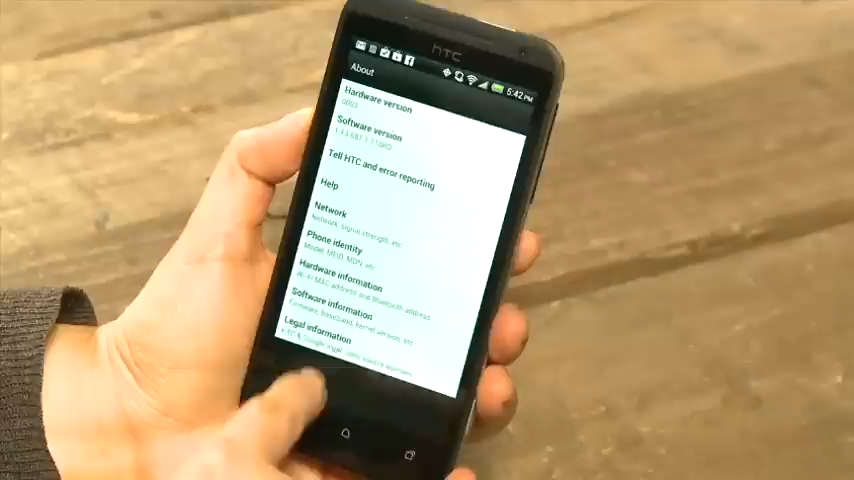 hTC
5:42 PM
About
Hardware version
0003
Software version
Tell HTC and error reporting
Help
Network
Network, signal strength, etc.
Phone identity
Model, MEID, MDN, etc.
Hardware information
Wi-Fi MAC address and Bluetooth address
Software information
Firmware, baseband, kernel version, etc.
Legal information